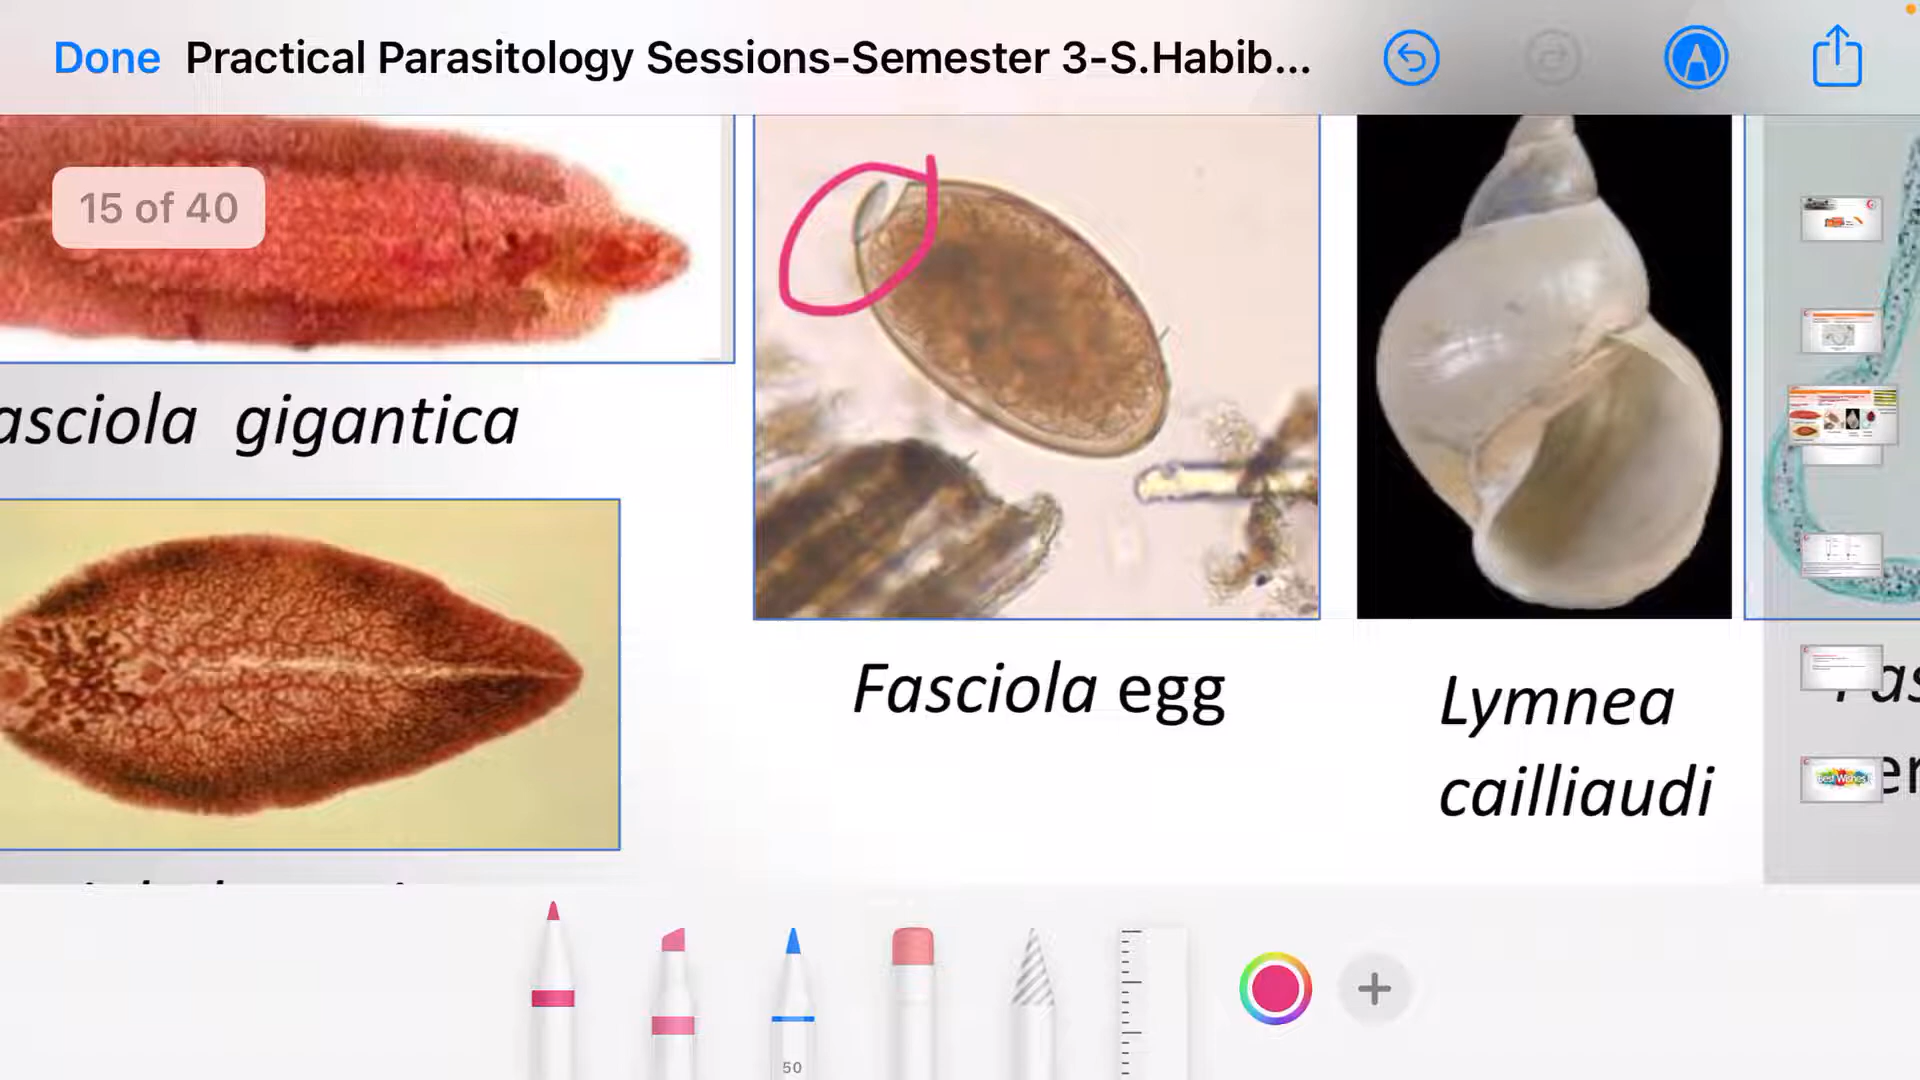 Done Practical Parasitology Sessions-Semester 3-S.Habib...
15 of 40
asciola gigantica
Fasciola egg
Lymnea
cailliaudi
50